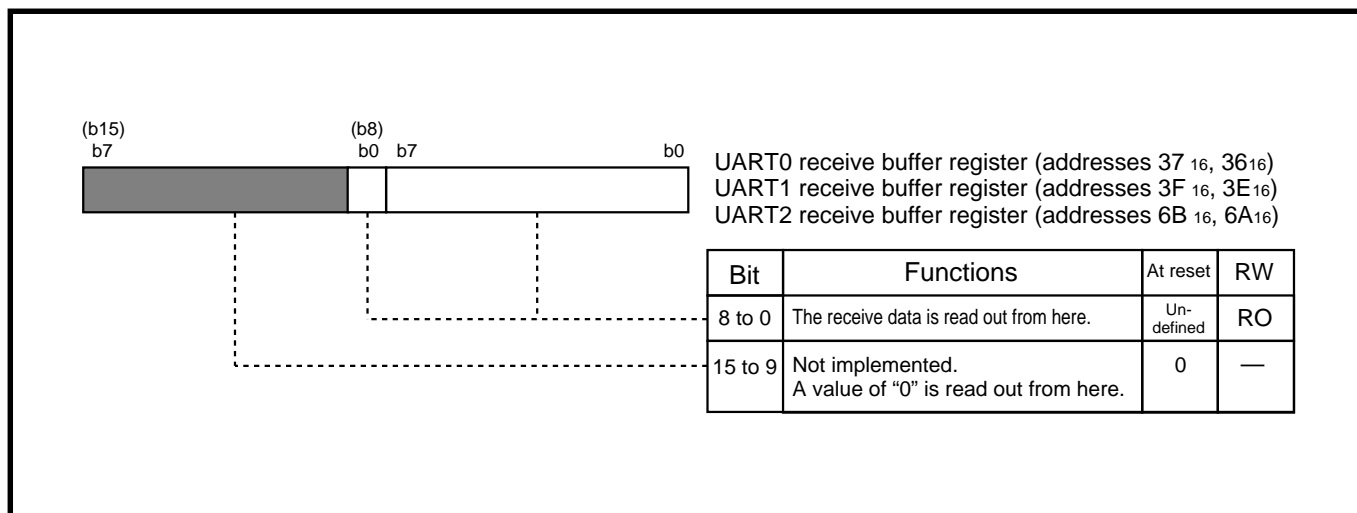 (b15) (b8)
b7 b0 b7 b0
UART0 receive buffer register (addresses 37 16, 3616)
UART1 receive buffer register (addresses 3F 16, 3E16)
UART2 receive buffer register (addresses 6B 16, 6A16)
Bit Functions At reset RW
8 to 0 The receive data is read out from here. Un-
defined RO
15 to 9 Not implemented. 0 —
A value of “0” is read out from here.